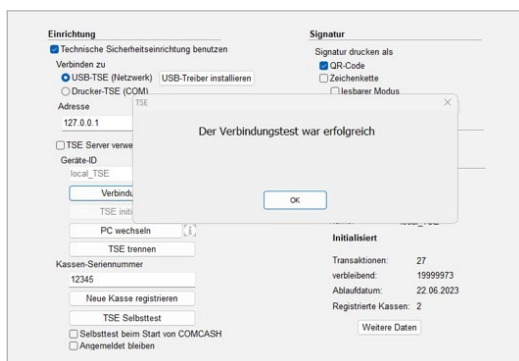 Einrichtung
Technische Sicherheitseinrichtung benutzen
Verbinden zu
USB-TSE (Netzwerk) USB-Treiber installieren
Drucker-TSE (COM)
Adresse
127.0.0.1
TSE Server verwe
Geräte-ID
local_TSE
Verbindu
TSE initi
PC wechseln
TSE trennen
Kassen-Seriennummer
12345
Neue Kasse registrieren
TSE Selbsttest
Selbsttest beim Start von COMCASH
Angemeldet bleiben
TSE
Der Verbindungstest war erfolgreich
OK
Signatur
Signatur drucken als
QR-Code
Zeichenkette
lesbarer Modus
Initialisiert
Transaktionen: 27
verbleibend: 19999973
Ablaufdatum: 22.06.2023
Registrierte Kassen: 2
Weitere Daten